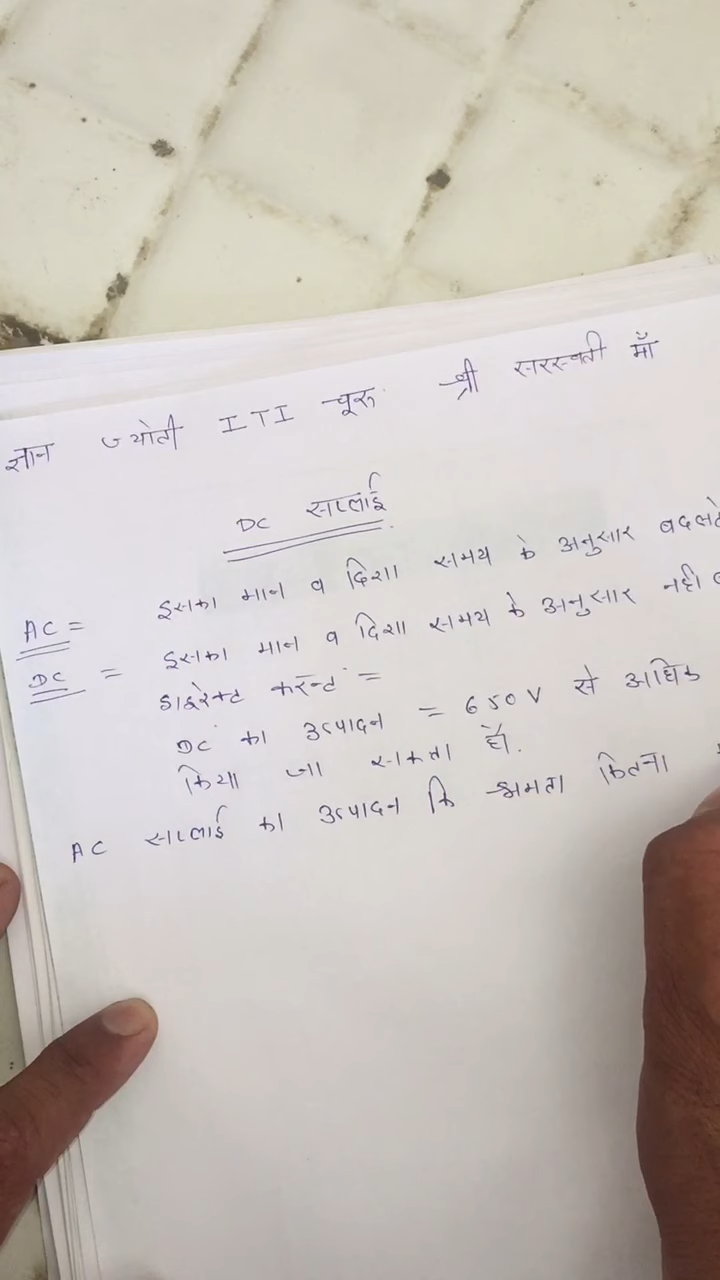 ज्ञान ज्योती ITI चूरू श्री सरस्वती माँ
DC सप्लाई
AC = इसका मान व दिशा समय के अनुसार बदलते
DC = इसका मान व दिशा समय के अनुसार नही
डाइरेक्ट करन्ट =
DC का उत्पादन = 650V से अधिक
किया जा सकता है.
AC सप्लाई का उत्पादन कि क्षमता कितना